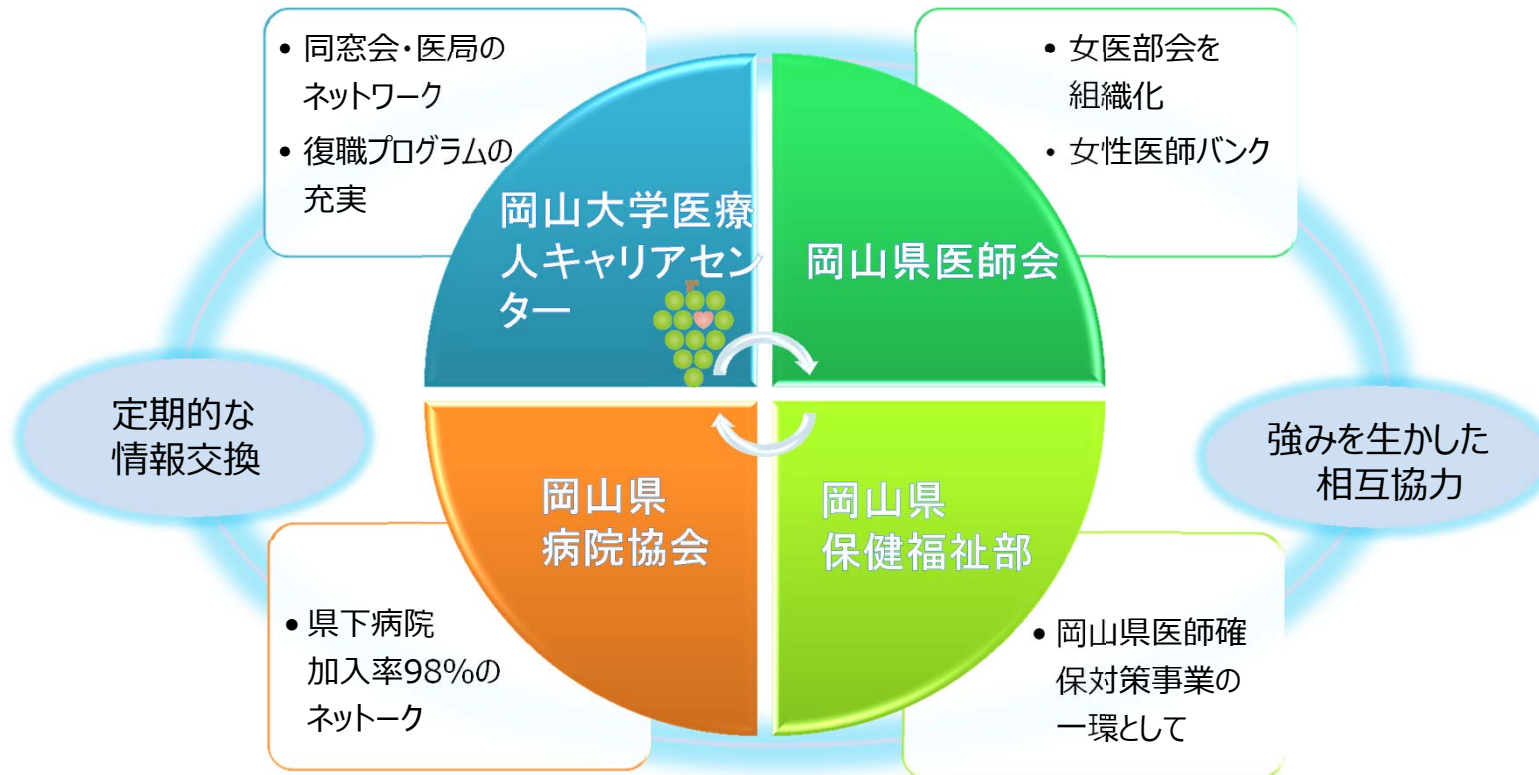 • 同窓会・医局の
ネットワーク
• 復職プログラムの
充実
• 女医部会を
組織化
• 女性医師バンク
岡山大学医療
人キャリアセン
ター
岡山県医師会
定期的な
情報交換
強みを生かした
相互協力
岡山県
病院協会
岡山県
保健福祉部
• 県下病院
加入率98%の
ネットーク
• 岡山県医師確
保対策事業の
一環として